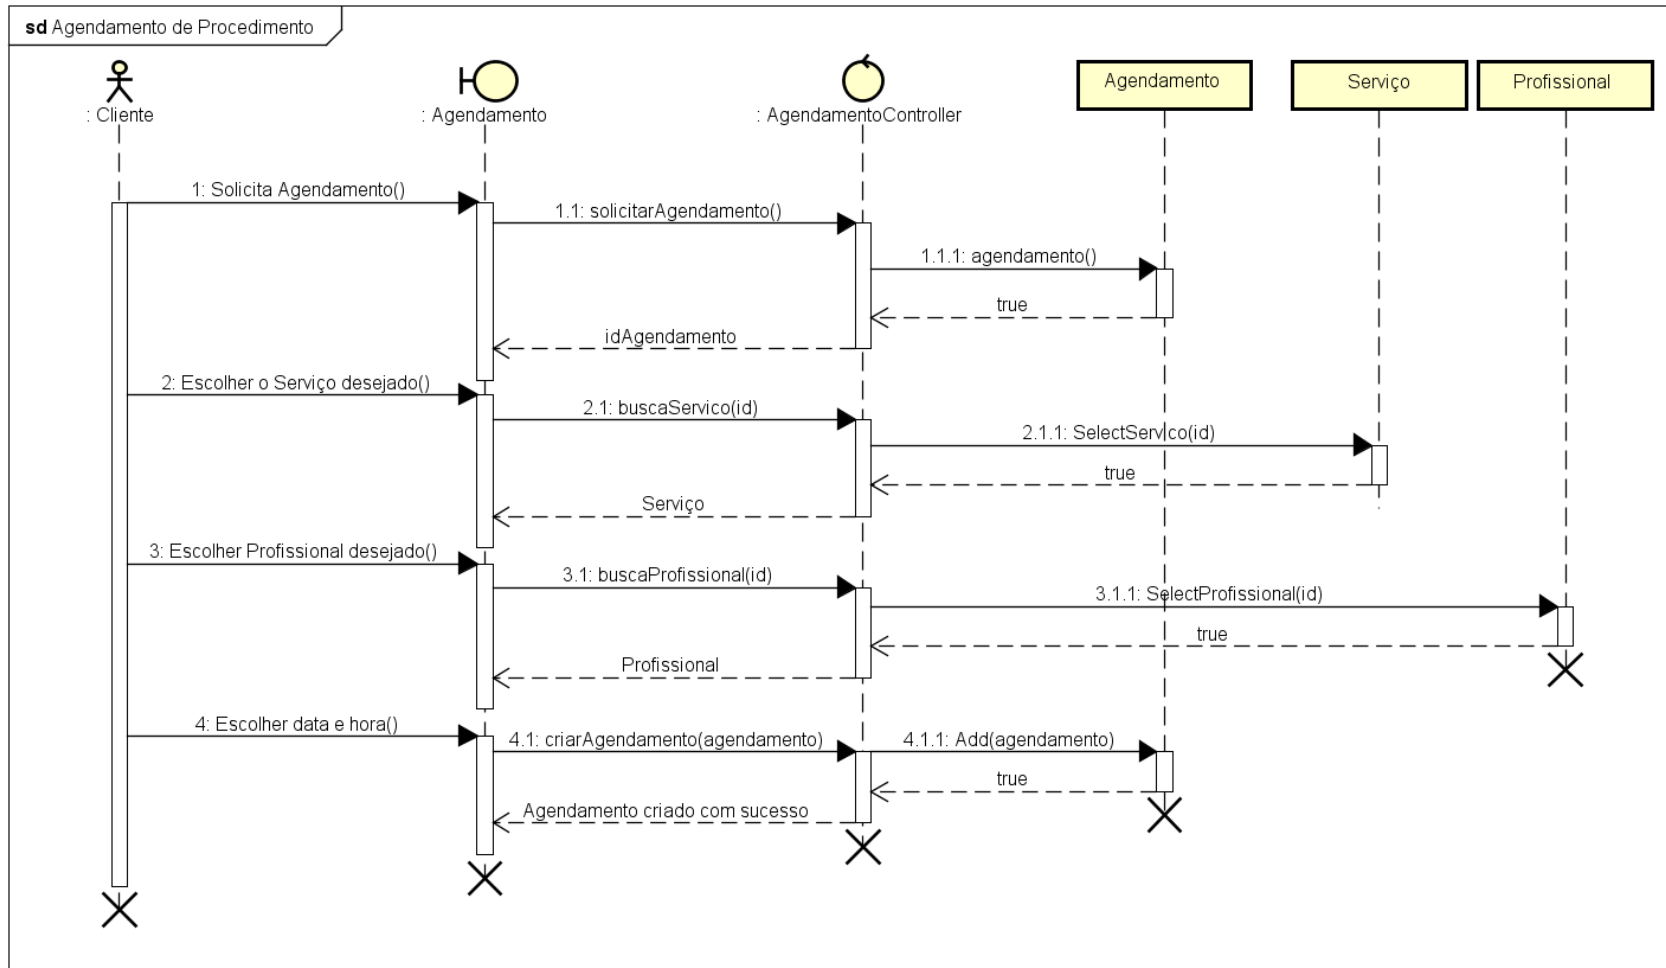 sd Agendamento de Procedimento
: Cliente
: Agendamento
: AgendamentoController
Agendamento
Serviço
Profissional
1: Solicita Agendamento()
1.1: solicitarAgendamento()
1.1.1: agendamento()
true
idAgendamento
2: Escolher o Serviço desejado()
2.1: buscaServico(id)
2.1.1: SelectServico(id)
true
Serviço
3: Escolher Profissional desejado()
3.1: buscaProfissional(id)
3.1.1: SelectProfissional(id)
true
Profissional
4: Escolher data e hora()
4.1: criarAgendamento(agendamento)
4.1.1: Add(agendamento)
true
Agendamento criado com sucesso